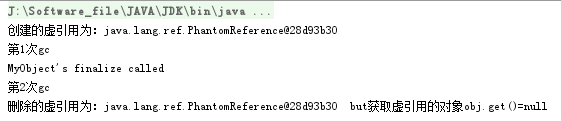 J:\Software_file\JAVA\JDK\bin\java ...
创建的虚引用为：java.lang.ref.PhantomReference@28d93b30
第1次gc
MyObject's finalize called
第2次gc
删除的虚引用为：java.lang.ref.PhantomReference@28d93b30  but获取虚引用的对象obj.get()=null